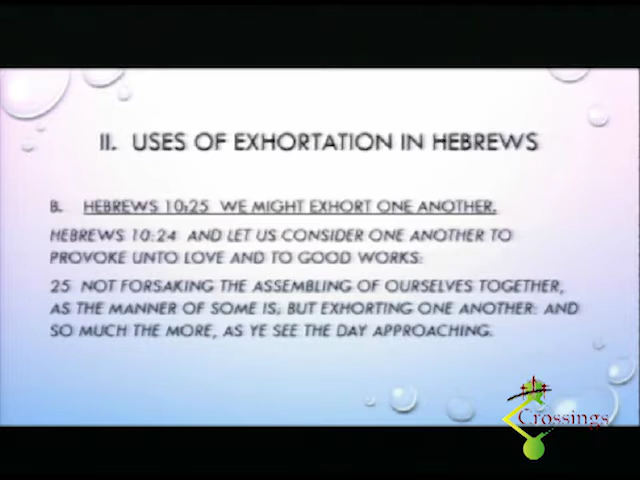 II. USES OF EXHORTATION IN HEBREWS
B. HEBREWS 10:25 WE MIGHT EXHORT ONE ANOTHER.
HEBREWS 10:24 AND LET US CONSIDER ONE ANOTHER TO
PROVOKE UNTO LOVE AND TO GOOD WORKS:
25 NOT FORSAKING THE ASSEMBLING OF OURSELVES TOGETHER,
AS THE MANNER OF SOME IS; BUT EXHORTING ONE ANOTHER: AND
SO MUCH THE MORE, AS YE SEE THE DAY APPROACHING.
Crossings